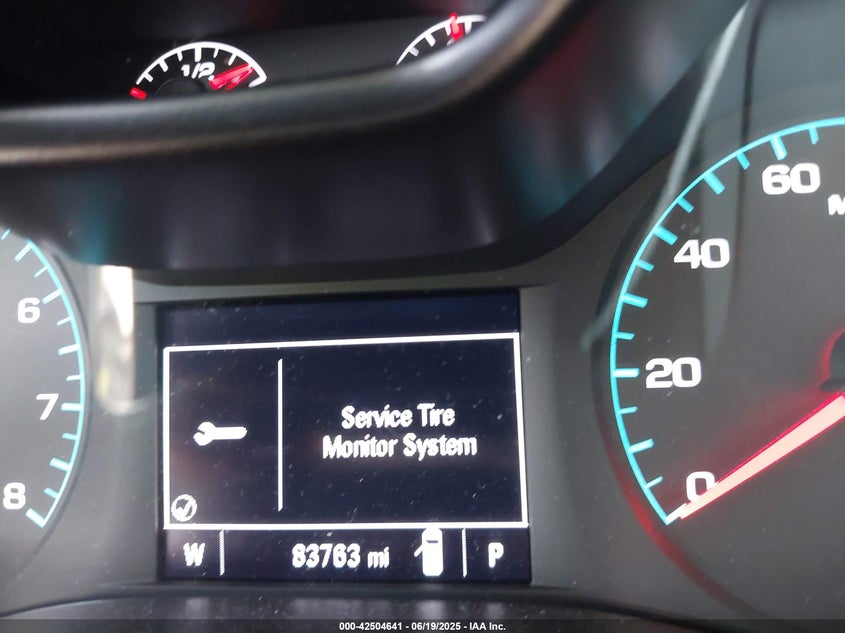 1/2
60
M
40
6
20
7
Service Tire
Monitor System
0
8
W 83763 mi P
000-42504641 - 06/19/2025 - IAA Inc.